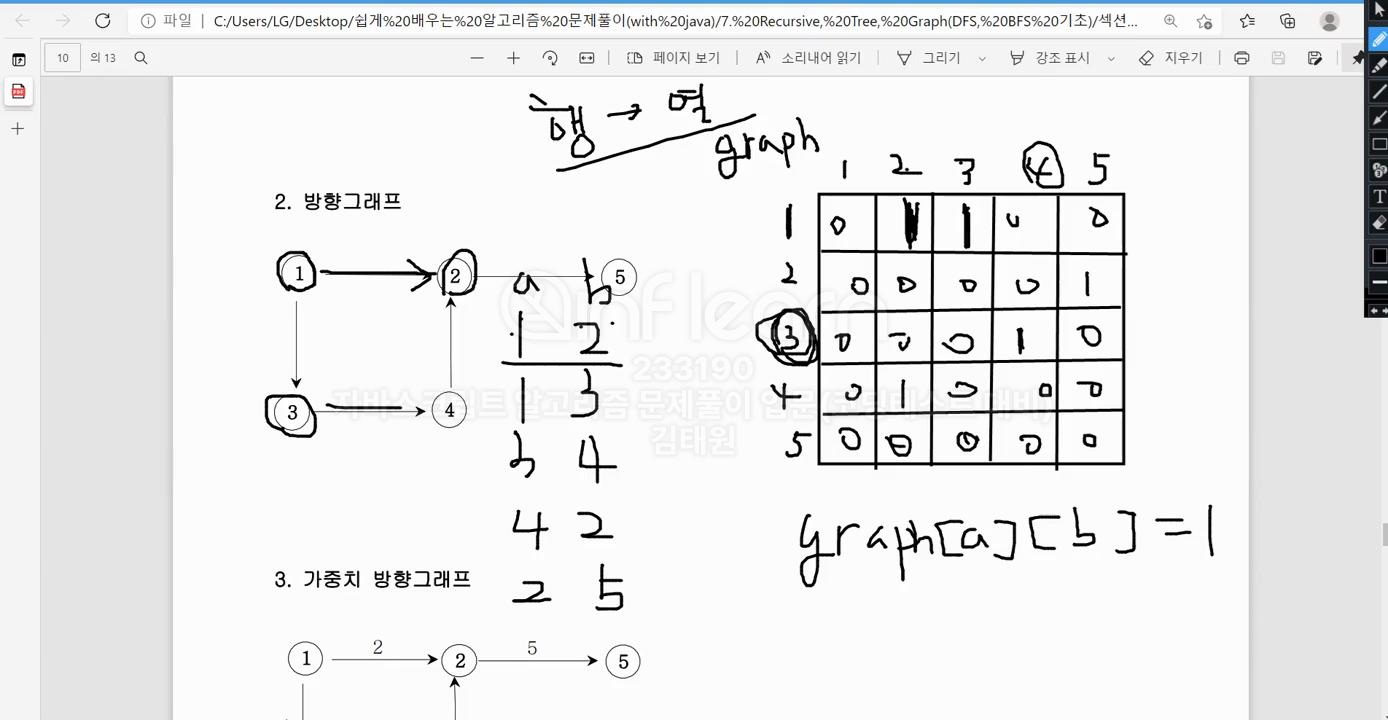 파일 C:/Users/LG/Desktop/쉽게%20배우는%20알고리즘%20문제풀이(with%20java)/7.%20Recursive,%20Tree,%20Graph(DFS,%20BFS%20기초)/섹션...
10 의 13 페이지 보기 소리내어 읽기 그리기 강조 표시 지우기
행 → 열
graph
2. 방향그래프
1 2 5
3 4
a b
1 2
1 3
3 4
4 2
2 5
1 2 3 4 5
1 0 1 1 0 0
2 0 0 0 0 1
3 0 0 0 1 0
4 0 1 0 0 0
5 0 0 0 0 0
graph[a][b]=1
inflearn
233190
자바스크립트 알고리즘 문제풀이 입문(코딩테스트 대비)
김태원
3. 가중치 방향그래프
2 5
1 2 5